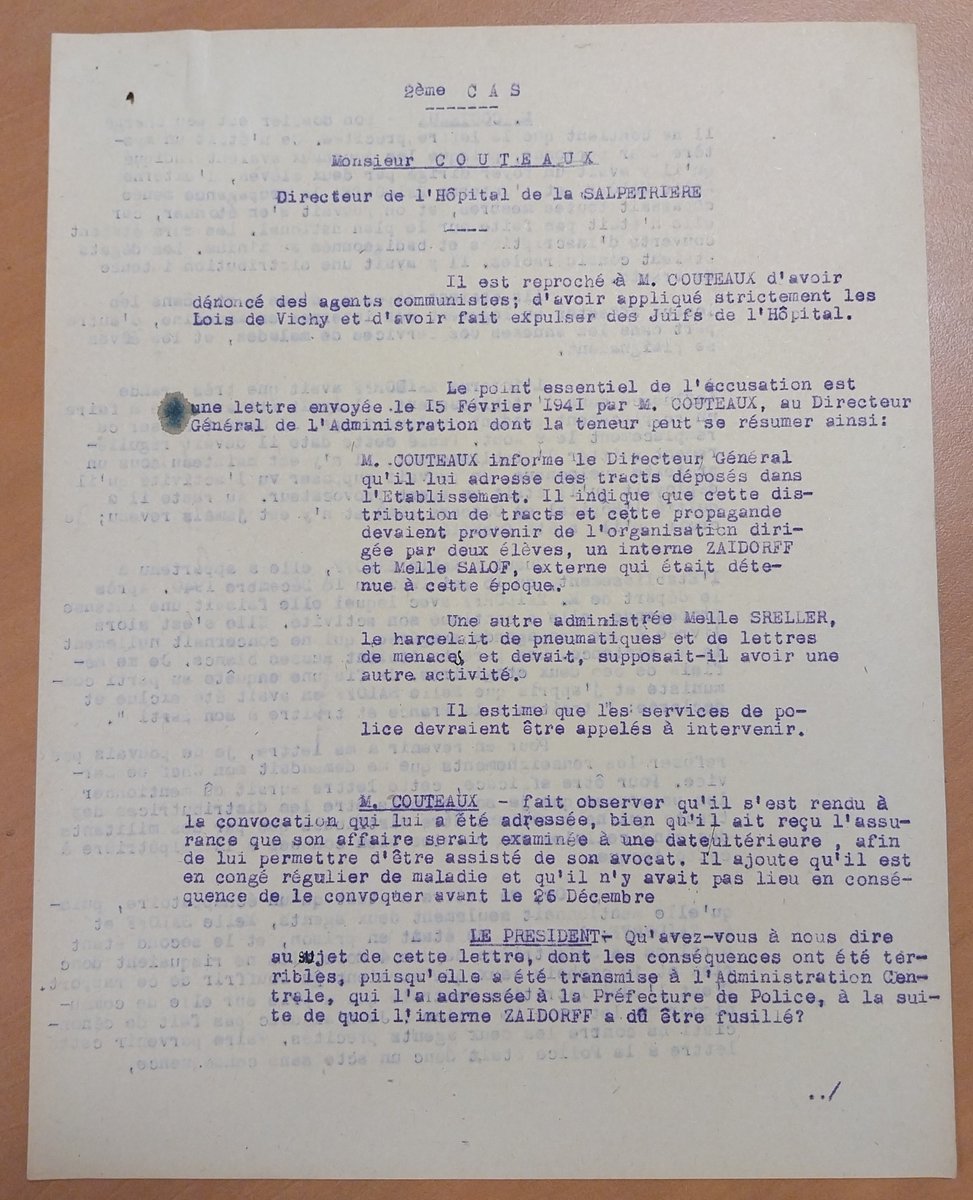 2ème C A S
Monsieur C O U T E A U X
Directeur de l'Hôpital de la SALPETRIERE
Il est reproché à M. COUTEAUX d'avoir
dénoncé des agents communistes; d'avoir appliqué strictement les
Lois de Vichy et d'avoir fait expulser des Juifs de l'Hôpital.
Le point essentiel de l'accusation est
une lettre envoyée le 15 Février 1941 par M. COUTEAUX, au Directeur
Général de l'Administration dont la teneur peut se résumer ainsi:
M. COUTEAUX informe le Directeur Général
qu'il lui adresse des tracts déposés dans
l'Etablissement. Il indique que cette dis-
tribution de tracts et cette propagande
devaient provenir de l'organisation diri-
gée par deux élèves, un interne ZAIDORFF
et Melle SALOF, externe qui était déte-
nue à cette époque.
Une autre administrée Melle SRELLER,
le harcelait de pneumatiques et de lettres
de menaces et devait, supposait-il avoir une
autre activité.
Il estime que les services de po-
lice devraient être appelés à intervenir.
M. COUTEAUX - fait observer qu'il s'est rendu à
la convocation qui lui a été adressée, bien qu'il ait reçu l'assu-
rance que son affaire serait examinée à une date/ultérieure , afin
de lui permettre d'être assisté de son avocat. Il ajoute qu'il est
en congé régulier de maladie et qu'il n'y avait pas lieu en consé-
quence de le convoquer avant le 26 Décembre
LE PRESIDENT- Qu'avez-vous à nous dire
au sujet de cette lettre, dont les conséquences ont été ter-
ribles, puisqu'elle a été transmise à l'Administration Cen-
trale, qui l'a adressée à la Préfecture de Police, à la sui-
te de quoi l'interne ZAIDORFF a dû être fusillé?
../